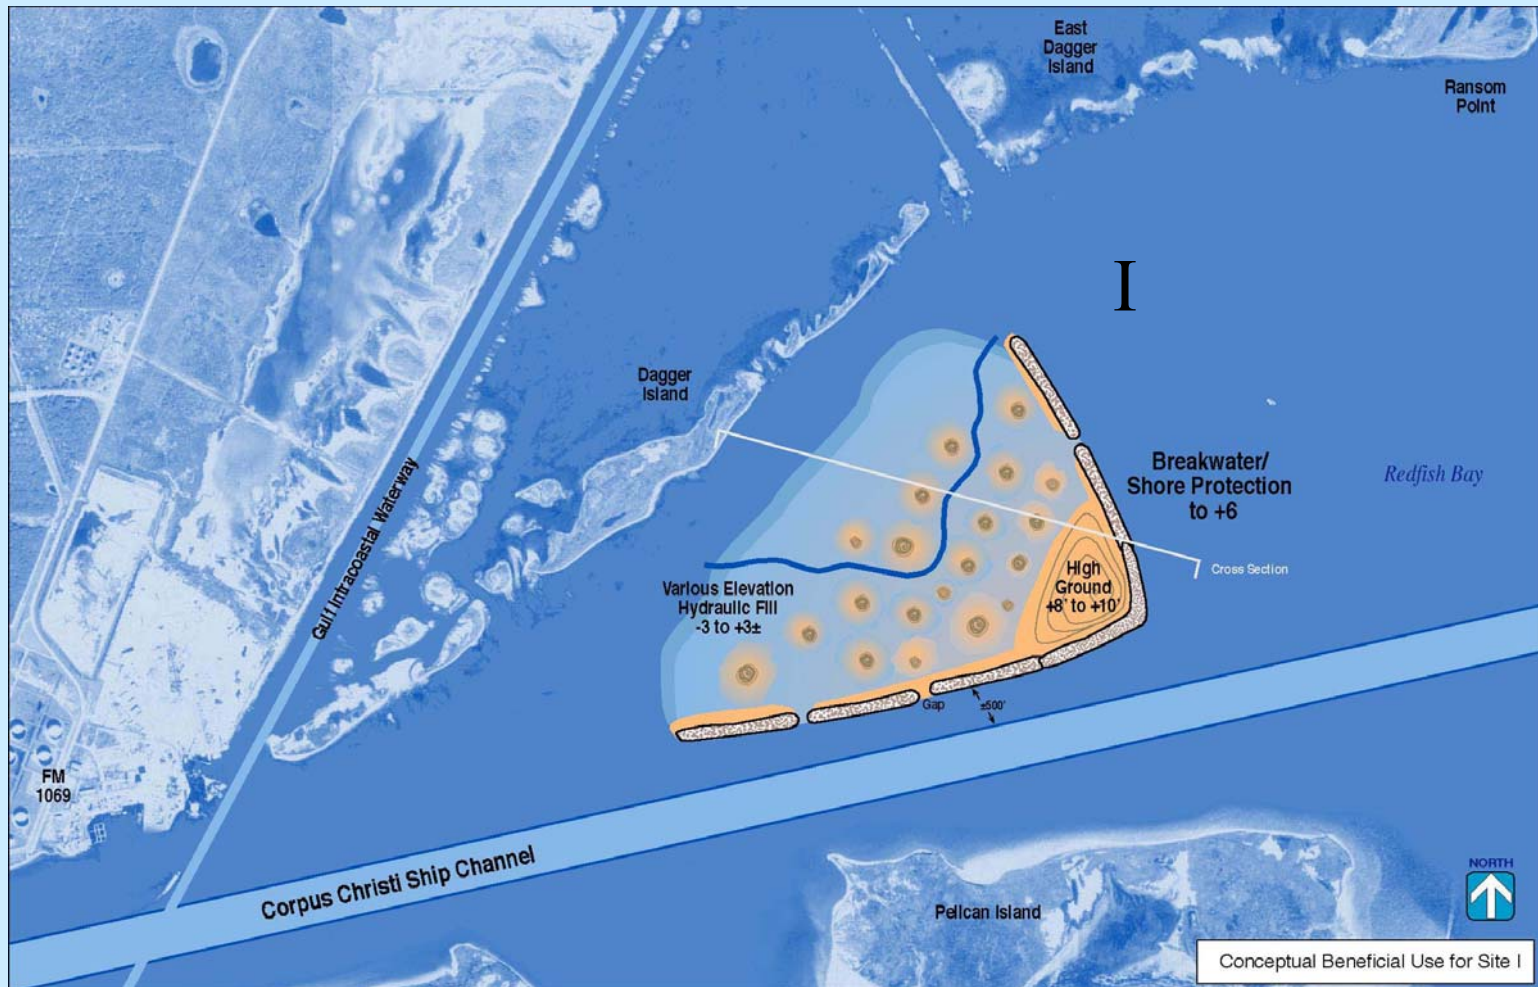 East
Dagger
Island
Ransom
Point
I
Dagger
Island
Breakwater/
Shore Protection
to +6
Redfish Bay
Gulf Intracoastal Waterway
Cross Section
High
Ground
+8' to +10'
Various Elevation
Hydraulic Fill
-3 to +3±
Gap
±500'
FM
1069
Corpus Christi Ship Channel
Pelican Island
NORTH
Conceptual Beneficial Use for Site I